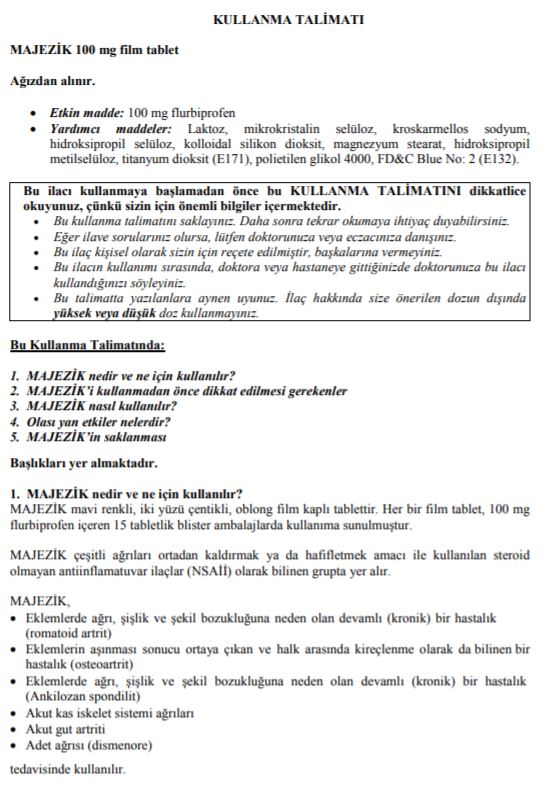 KULLANMA TALİMATI
MAJEZİK 100 mg film tablet
Ağızdan alınır.
• Etkin madde: 100 mg flurbiprofen
• Yardımcı maddeler: Laktoz, mikrokristalin selüloz, kroskarmellos sodyum,
hidroksipropil selüloz, kolloidal silikon dioksit, magnezyum stearat, hidroksipropil
metilselüloz, titanyum dioksit (E171), polietilen glikol 4000, FD&C Blue No: 2 (E132).
Bu ilacı kullanmaya başlamadan önce bu KULLANMA TALİMATINI dikkatlice
okuyunuz, çünkü sizin için önemli bilgiler içermektedir.
• Bu kullanma talimatını saklayınız. Daha sonra tekrar okumaya ihtiyaç duyabilirsiniz.
• Eğer ilave sorularınız olursa, lütfen doktorunuza veya eczacınıza danışınız.
• Bu ilaç kişisel olarak sizin için reçete edilmiştir, başkalarına vermeyiniz.
• Bu ilacın kullanımı sırasında, doktora veya hastaneye gittiğinizde doktorunuza bu ilacı
kullandığınızı söyleyiniz.
• Bu talimatta yazılanlara aynen uyunuz. İlaç hakkında size önerilen dozun dışında
yüksek veya düşük doz kullanmayınız.
Bu Kullanma Talimatında:
1. MAJEZİK nedir ve ne için kullanılır?
2. MAJEZİK’i kullanmadan önce dikkat edilmesi gerekenler
3. MAJEZİK nasıl kullanılır?
4. Olası yan etkiler nelerdir?
5. MAJEZİK’in saklanması
Başlıkları yer almaktadır.
1. MAJEZİK nedir ve ne için kullanılır?
MAJEZİK mavi renkli, iki yüzü çentikli, oblong film kaplı tablettir. Her bir film tablet, 100 mg
flurbiprofen içeren 15 tabletlik blister ambalajlarda kullanıma sunulmuştur.
MAJEZİK çeşitli ağrıları ortadan kaldırmak ya da hafifletmek amacı ile kullanılan steroid
olmayan antiinflamatuvar ilaçlar (NSAİİ) olarak bilinen grupta yer alır.
MAJEZİK,
• Eklemlerde ağrı, şişlik ve şekil bozukluğuna neden olan devamlı (kronik) bir hastalık
(romatoid artrit)
• Eklemlerin aşınması sonucu ortaya çıkan ve halk arasında kireçlenme olarak da bilinen bir
hastalık (osteoartrit)
• Eklemlerde ağrı, şişlik ve şekil bozukluğuna neden olan devamlı (kronik) bir hastalık
(Ankilozan spondilit)
• Akut kas iskelet sistemi ağrıları
• Akut gut artriti
• Adet ağrısı (dismenore)
tedavisinde kullanılır.